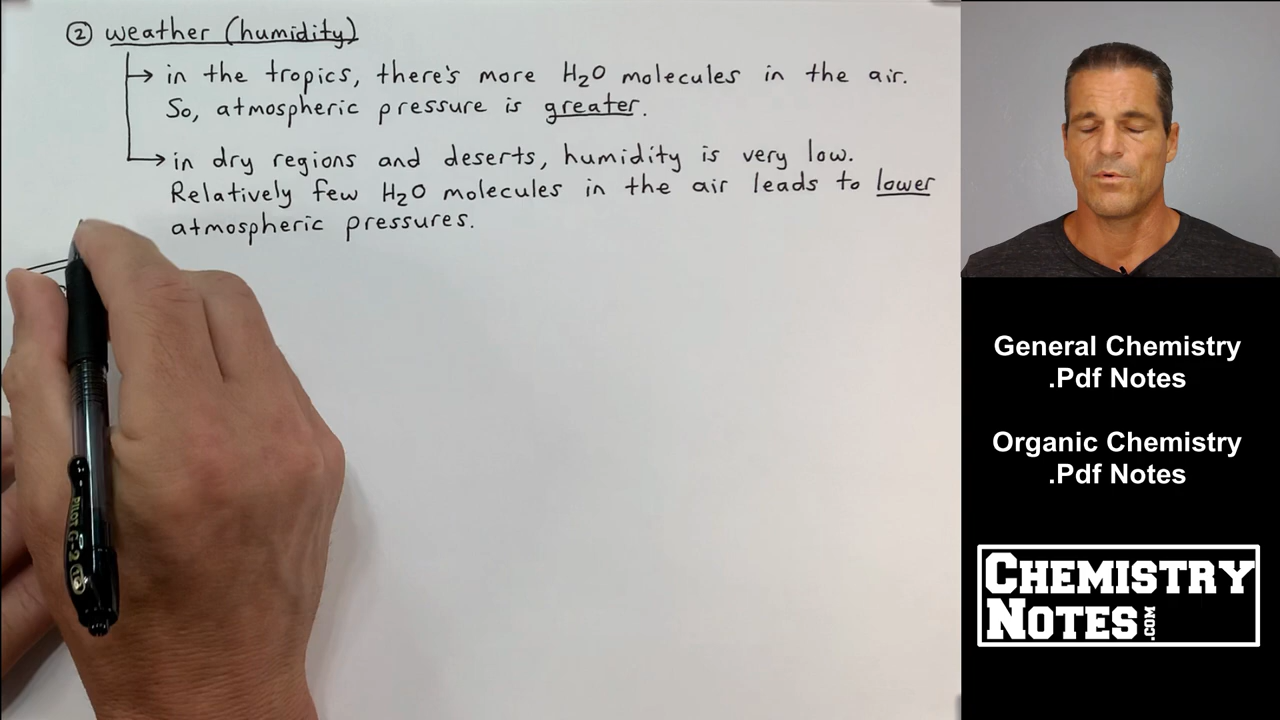 ② weather (humidity)
in the tropics, there's more H₂O molecules in the air.
So, atmospheric pressure is greater.
in dry regions and deserts, humidity is very low.
Relatively few H₂O molecules in the air leads to lower
atmospheric pressures.
PILOT G-2
General Chemistry
.Pdf Notes
Organic Chemistry
.Pdf Notes
CHEMISTRY
NOTES.COM